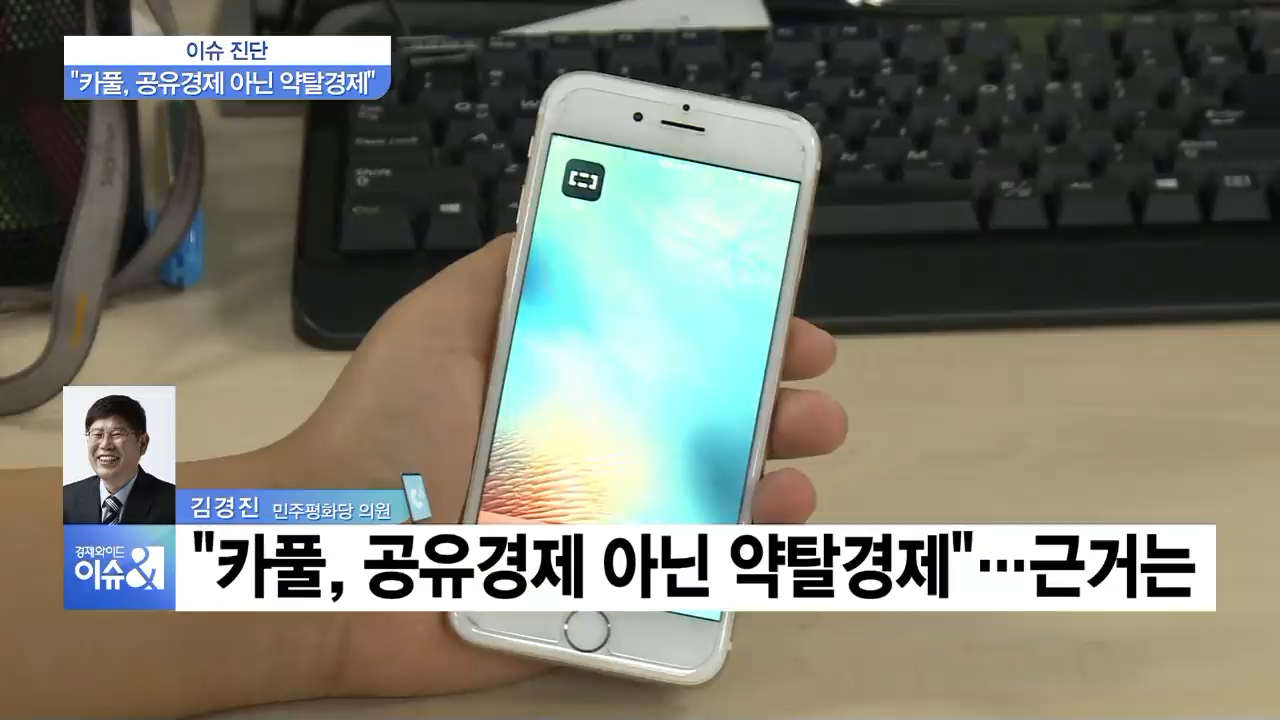 이슈 진단
"카풀, 공유경제 아닌 약탈경제"
김경진 민주평화당 의원
경제와이드
이슈&
"카풀, 공유경제 아닌 약탈경제"…근거는